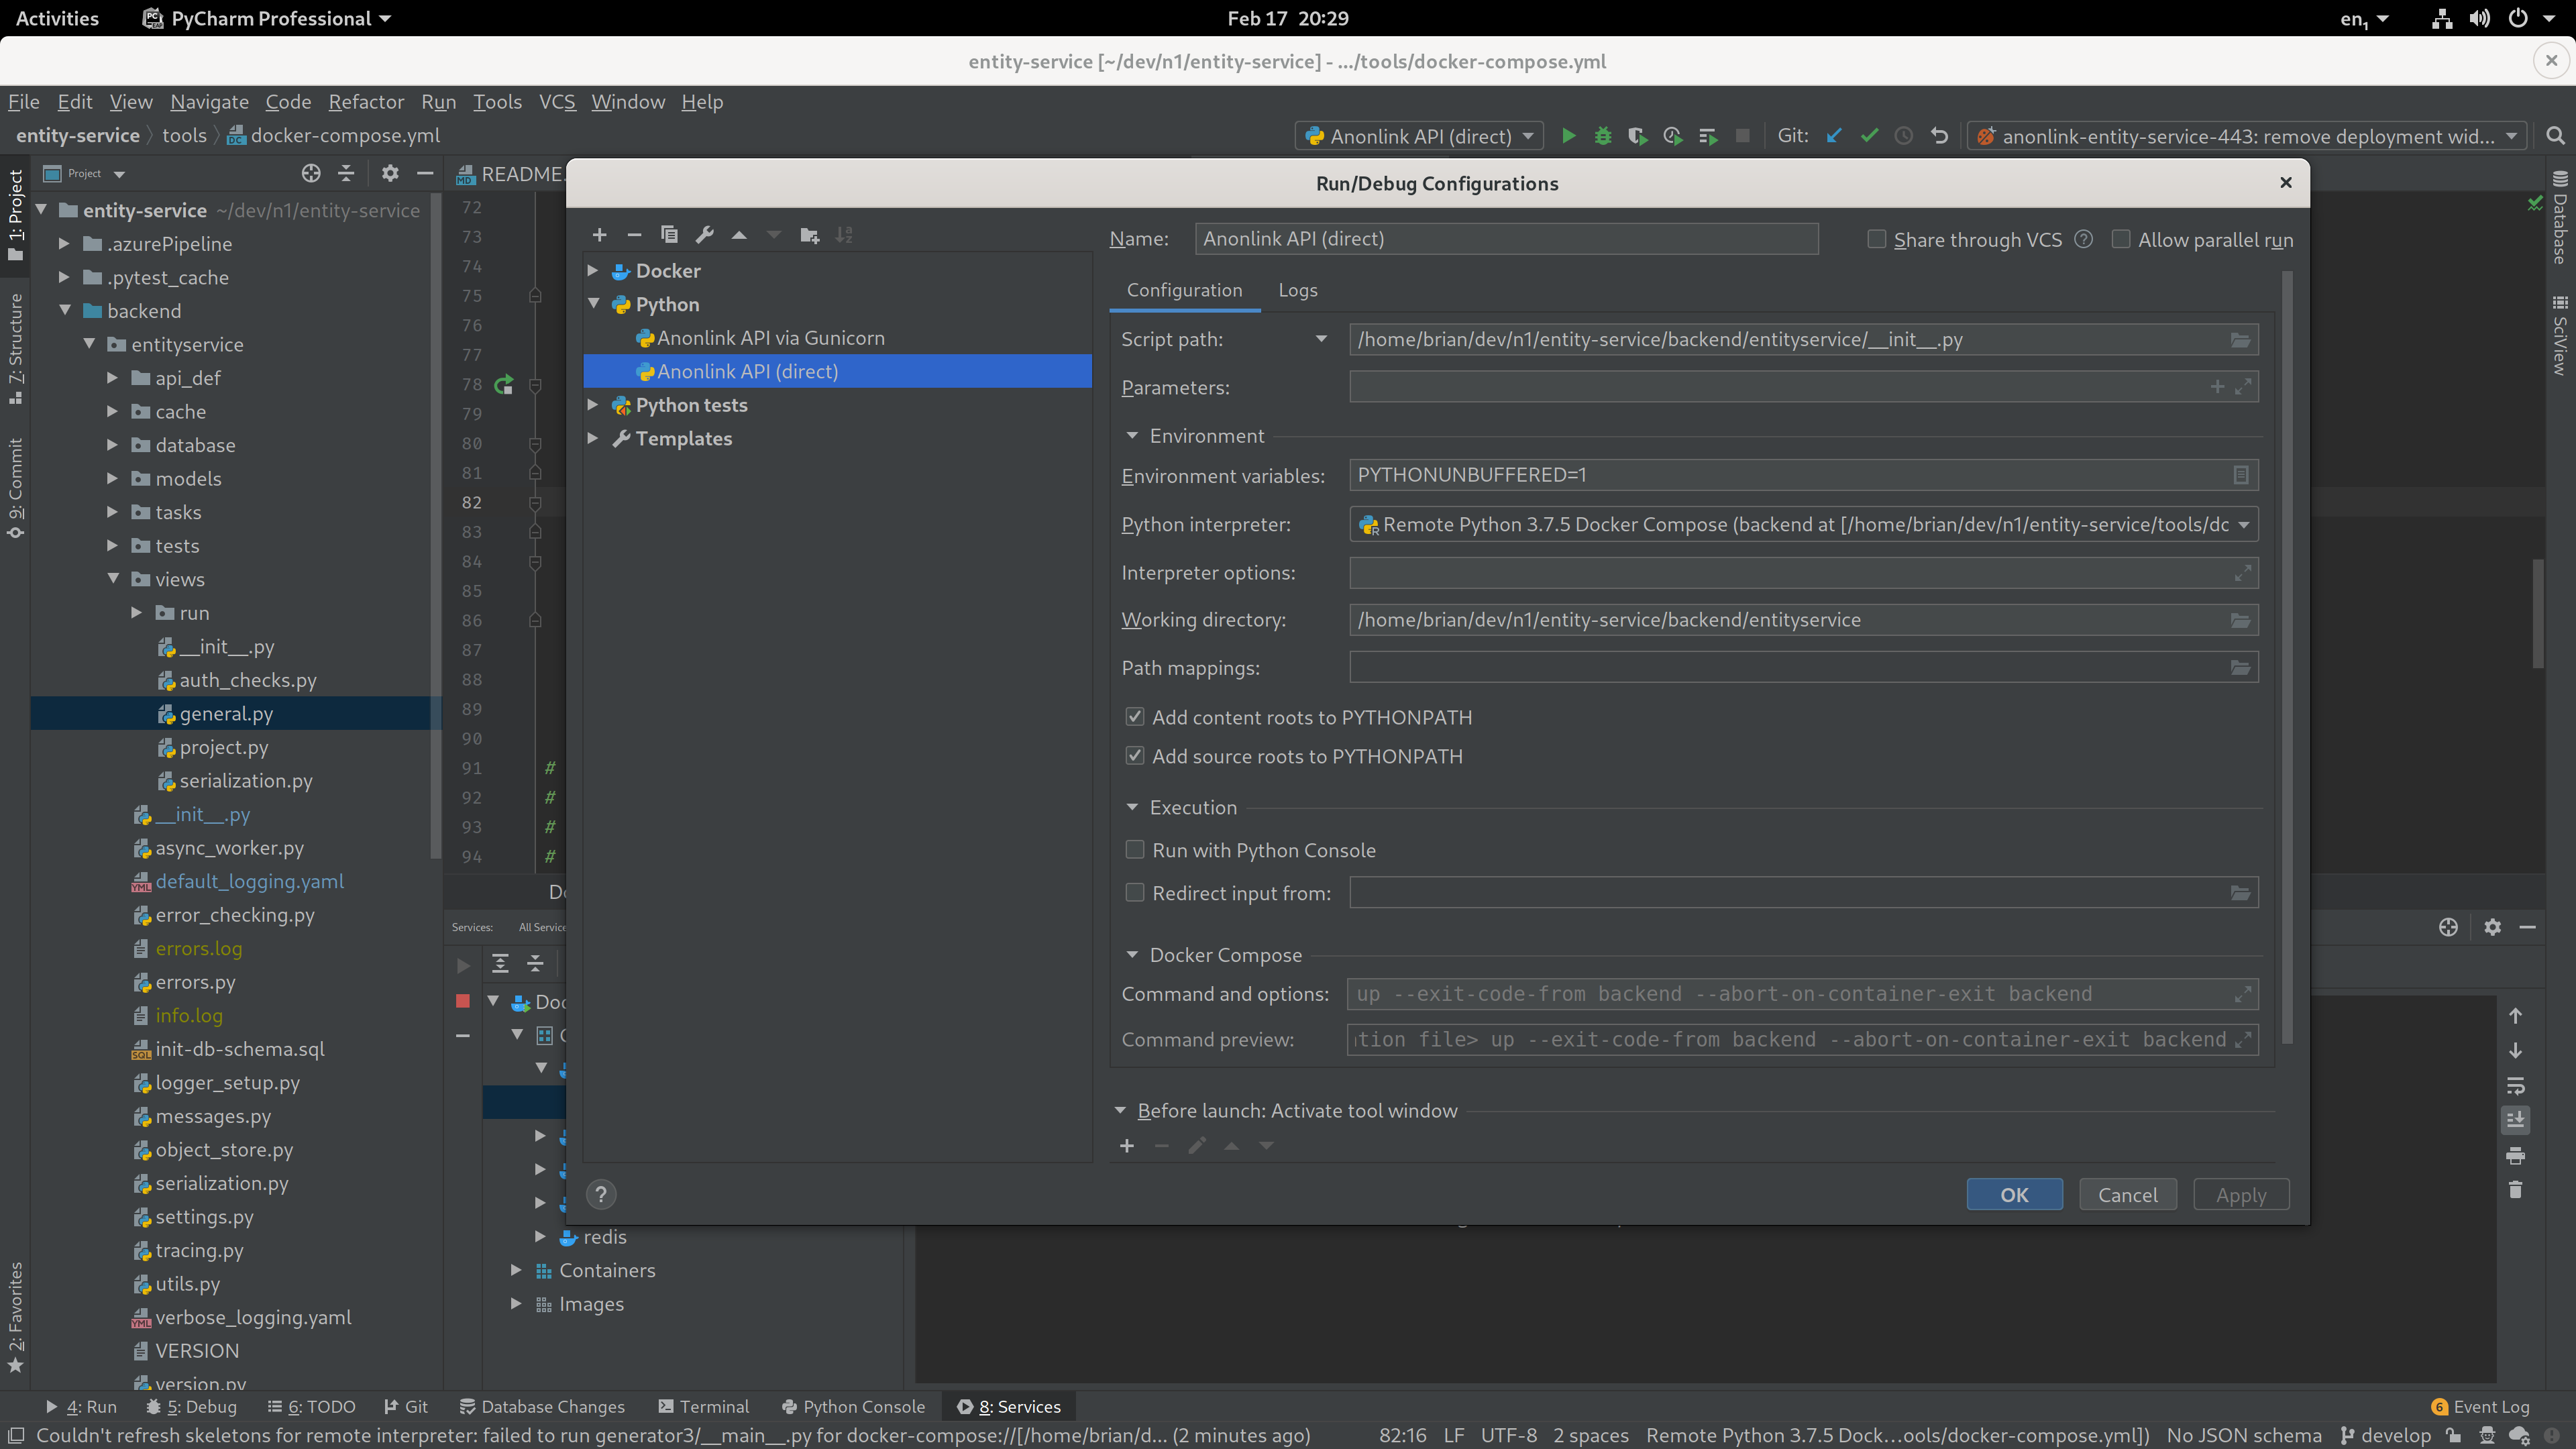 Activities PyCharm Professional Feb 17 20:29 en1
entity-service [~/dev/n1/entity-service] - .../tools/docker-compose.yml
File Edit View Navigate Code Refactor Run Tools VCS Window Help
entity-service tools docker-compose.yml Anonlink API (direct) Git: anonlink-entity-service-443: remove deployment wid...
Project
README.
entity-service ~/dev/n1/entity-service
.azurePipeline
.pytest_cache
backend
entityservice
api_def
cache
database
models
tasks
tests
views
run
__init__.py
auth_checks.py
general.py
project.py
serialization.py
__init__.py
async_worker.py
default_logging.yaml
error_checking.py
errors.log
errors.py
info.log
init-db-schema.sql
logger_setup.py
messages.py
object_store.py
serialization.py
settings.py
tracing.py
utils.py
verbose_logging.yaml
VERSION
version.py
1: Project
7: Structure
9: Commit
2: Favorites
72
73
74
75
76
77
78
79
80
81
82
83
84
85
86
87
88
89
90
91 #
92 #
93 #
94 #
Run/Debug Configurations
Docker
Python
Anonlink API via Gunicorn
Anonlink API (direct)
Python tests
Templates
Name: Anonlink API (direct) Share through VCS Allow parallel run
Configuration Logs
Script path: /home/brian/dev/n1/entity-service/backend/entityservice/__init__.py
Parameters:
Environment
Environment variables: PYTHONUNBUFFERED=1
Python interpreter: Remote Python 3.7.5 Docker Compose (backend at [/home/brian/dev/n1/entity-service/tools/dc
Interpreter options:
Working directory: /home/brian/dev/n1/entity-service/backend/entityservice
Path mappings:
Add content roots to PYTHONPATH
Add source roots to PYTHONPATH
Execution
Run with Python Console
Redirect input from:
Docker Compose
Command and options: up --exit-code-from backend --abort-on-container-exit backend
Command preview: tion file> up --exit-code-from backend --abort-on-container-exit backend
Before launch: Activate tool window
? OK Cancel Apply
Database
SciView
Services: All Service
Doc
redis
Containers
Images
4: Run 5: Debug 6: TODO Git Database Changes Terminal Python Console 8: Services 6 Event Log
Couldn't refresh skeletons for remote interpreter: failed to run generator3/__main__.py for docker-compose://[/home/brian/d... (2 minutes ago) 82:16 LF UTF-8 2 spaces Remote Python 3.7.5 Dock...ools/docker-compose.yml]) No JSON schema develop